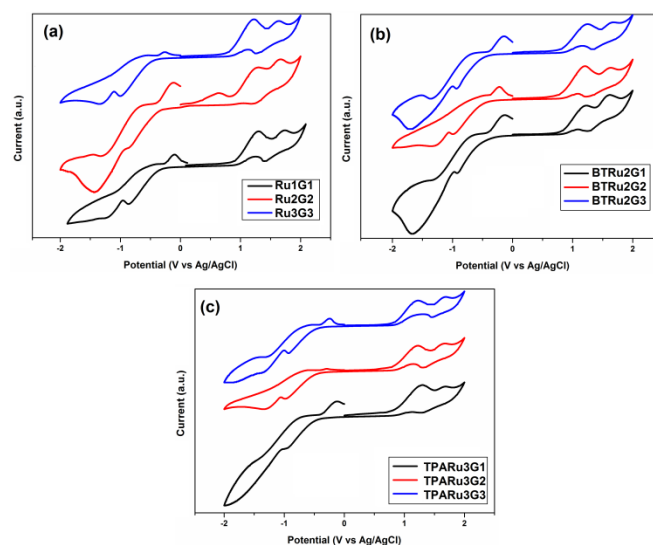 (a)
Current (a.u.)
Ru1G1
Ru2G2
Ru3G3
-2 -1 0 1 2
Potential (V vs Ag/AgCl)
(b)
Current (a.u.)
BTRu2G1
BTRu2G2
BTRu2G3
-2 -1 0 1 2
Potential (V vs Ag/AgCl)
(c)
Current (a.u.)
TPARu3G1
TPARu3G2
TPARu3G3
-2 -1 0 1 2
Potential (V vs Ag/AgCl)